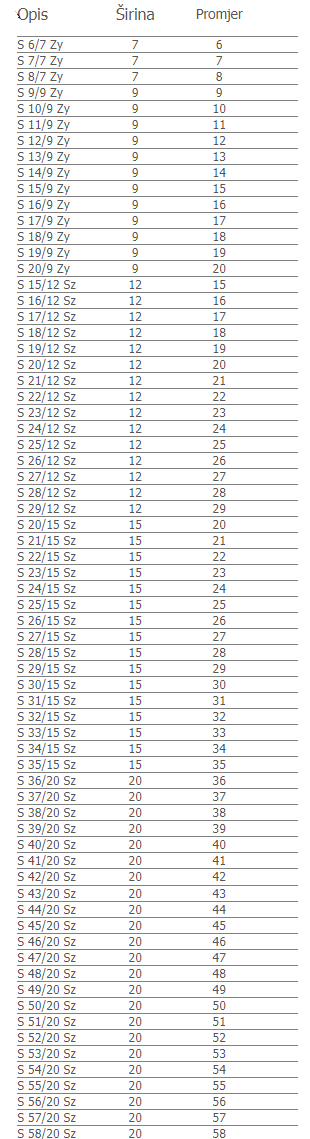 Opis Širina Promjer
S 6/7 Zy 7 6
S 7/7 Zy 7 7
S 8/7 Zy 7 8
S 9/9 Zy 9 9
S 10/9 Zy 9 10
S 11/9 Zy 9 11
S 12/9 Zy 9 12
S 13/9 Zy 9 13
S 14/9 Zy 9 14
S 15/9 Zy 9 15
S 16/9 Zy 9 16
S 17/9 Zy 9 17
S 18/9 Zy 9 18
S 19/9 Zy 9 19
S 20/9 Zy 9 20
S 15/12 Sz 12 15
S 16/12 Sz 12 16
S 17/12 Sz 12 17
S 18/12 Sz 12 18
S 19/12 Sz 12 19
S 20/12 Sz 12 20
S 21/12 Sz 12 21
S 22/12 Sz 12 22
S 23/12 Sz 12 23
S 24/12 Sz 12 24
S 25/12 Sz 12 25
S 26/12 Sz 12 26
S 27/12 Sz 12 27
S 28/12 Sz 12 28
S 29/12 Sz 12 29
S 20/15 Sz 15 20
S 21/15 Sz 15 21
S 22/15 Sz 15 22
S 23/15 Sz 15 23
S 24/15 Sz 15 24
S 25/15 Sz 15 25
S 26/15 Sz 15 26
S 27/15 Sz 15 27
S 28/15 Sz 15 28
S 29/15 Sz 15 29
S 30/15 Sz 15 30
S 31/15 Sz 15 31
S 32/15 Sz 15 32
S 33/15 Sz 15 33
S 34/15 Sz 15 34
S 35/15 Sz 15 35
S 36/20 Sz 20 36
S 37/20 Sz 20 37
S 38/20 Sz 20 38
S 39/20 Sz 20 39
S 40/20 Sz 20 40
S 41/20 Sz 20 41
S 42/20 Sz 20 42
S 43/20 Sz 20 43
S 44/20 Sz 20 44
S 45/20 Sz 20 45
S 46/20 Sz 20 46
S 47/20 Sz 20 47
S 48/20 Sz 20 48
S 49/20 Sz 20 49
S 50/20 Sz 20 50
S 51/20 Sz 20 51
S 52/20 Sz 20 52
S 53/20 Sz 20 53
S 54/20 Sz 20 54
S 55/20 Sz 20 55
S 56/20 Sz 20 56
S 57/20 Sz 20 57
S 58/20 Sz 20 58